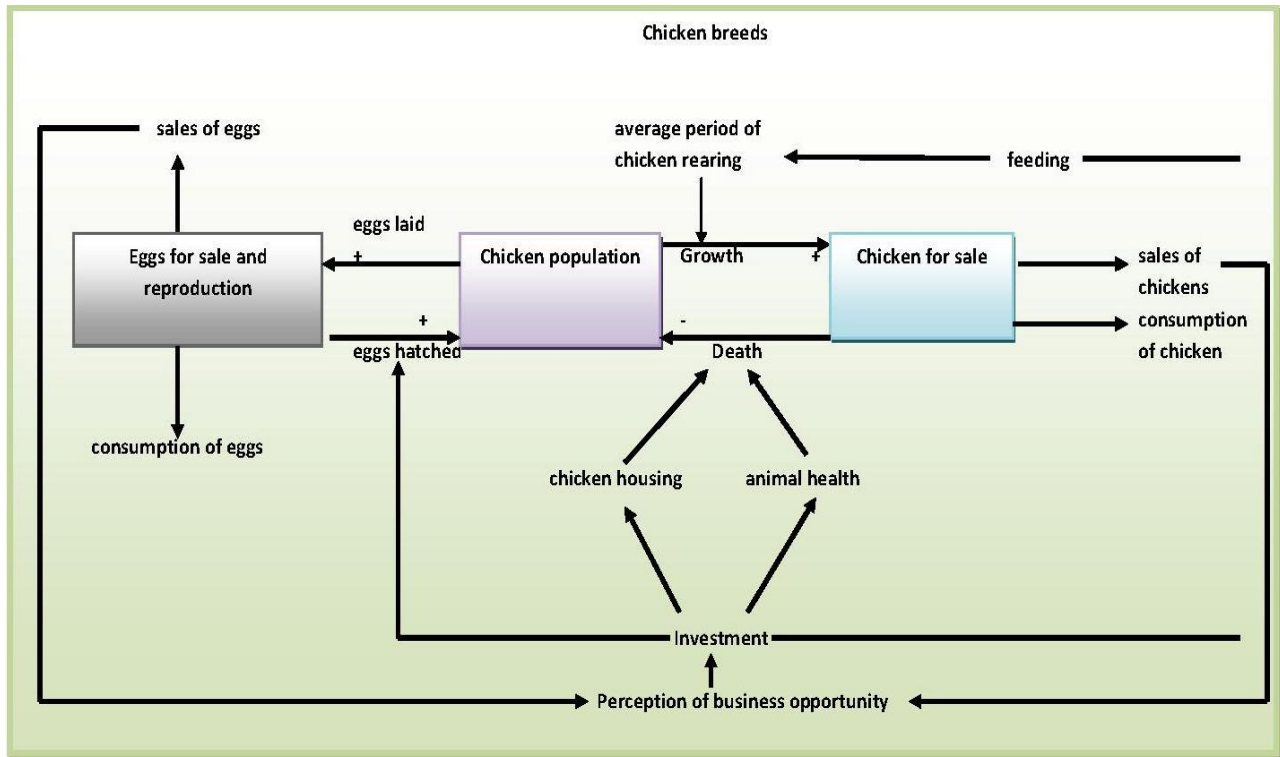 Chicken breeds
sales of eggs
average period of
chicken rearing
feeding
eggs laid
+
Eggs for sale and
reproduction
Chicken population
Growth
+
Chicken for sale
sales of
chickens
+
eggs hatched
-
Death
consumption
of chicken
consumption of eggs
chicken housing
animal health
Investment
Perception of business opportunity